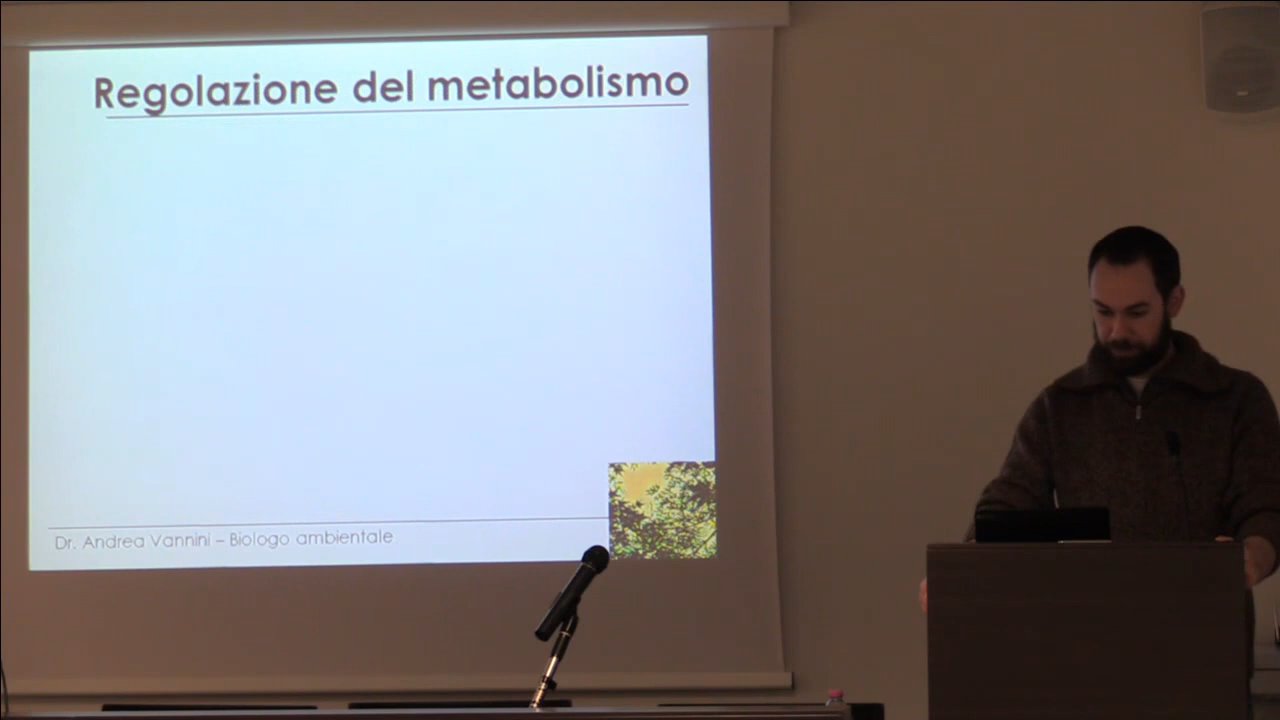 Regolazione del metabolismo
Dr. Andrea Vannini – Biologo ambientale